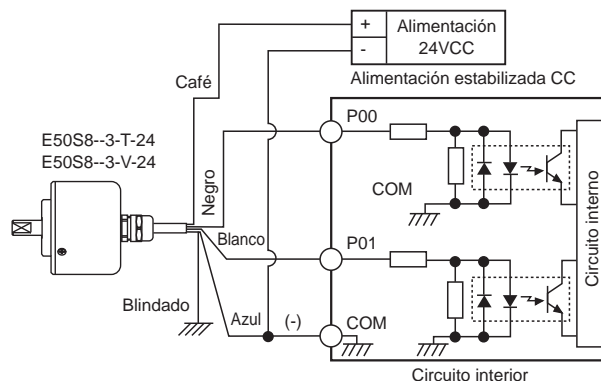 +
Alimentación
-
24VCC
Café
Alimentación estabilizada CC
P00
E50S8--3-T-24
E50S8--3-V-24
Negro
COM
Circuito interno
Blanco
P01
Blindado
Azul
(-)
COM
Circuito interior